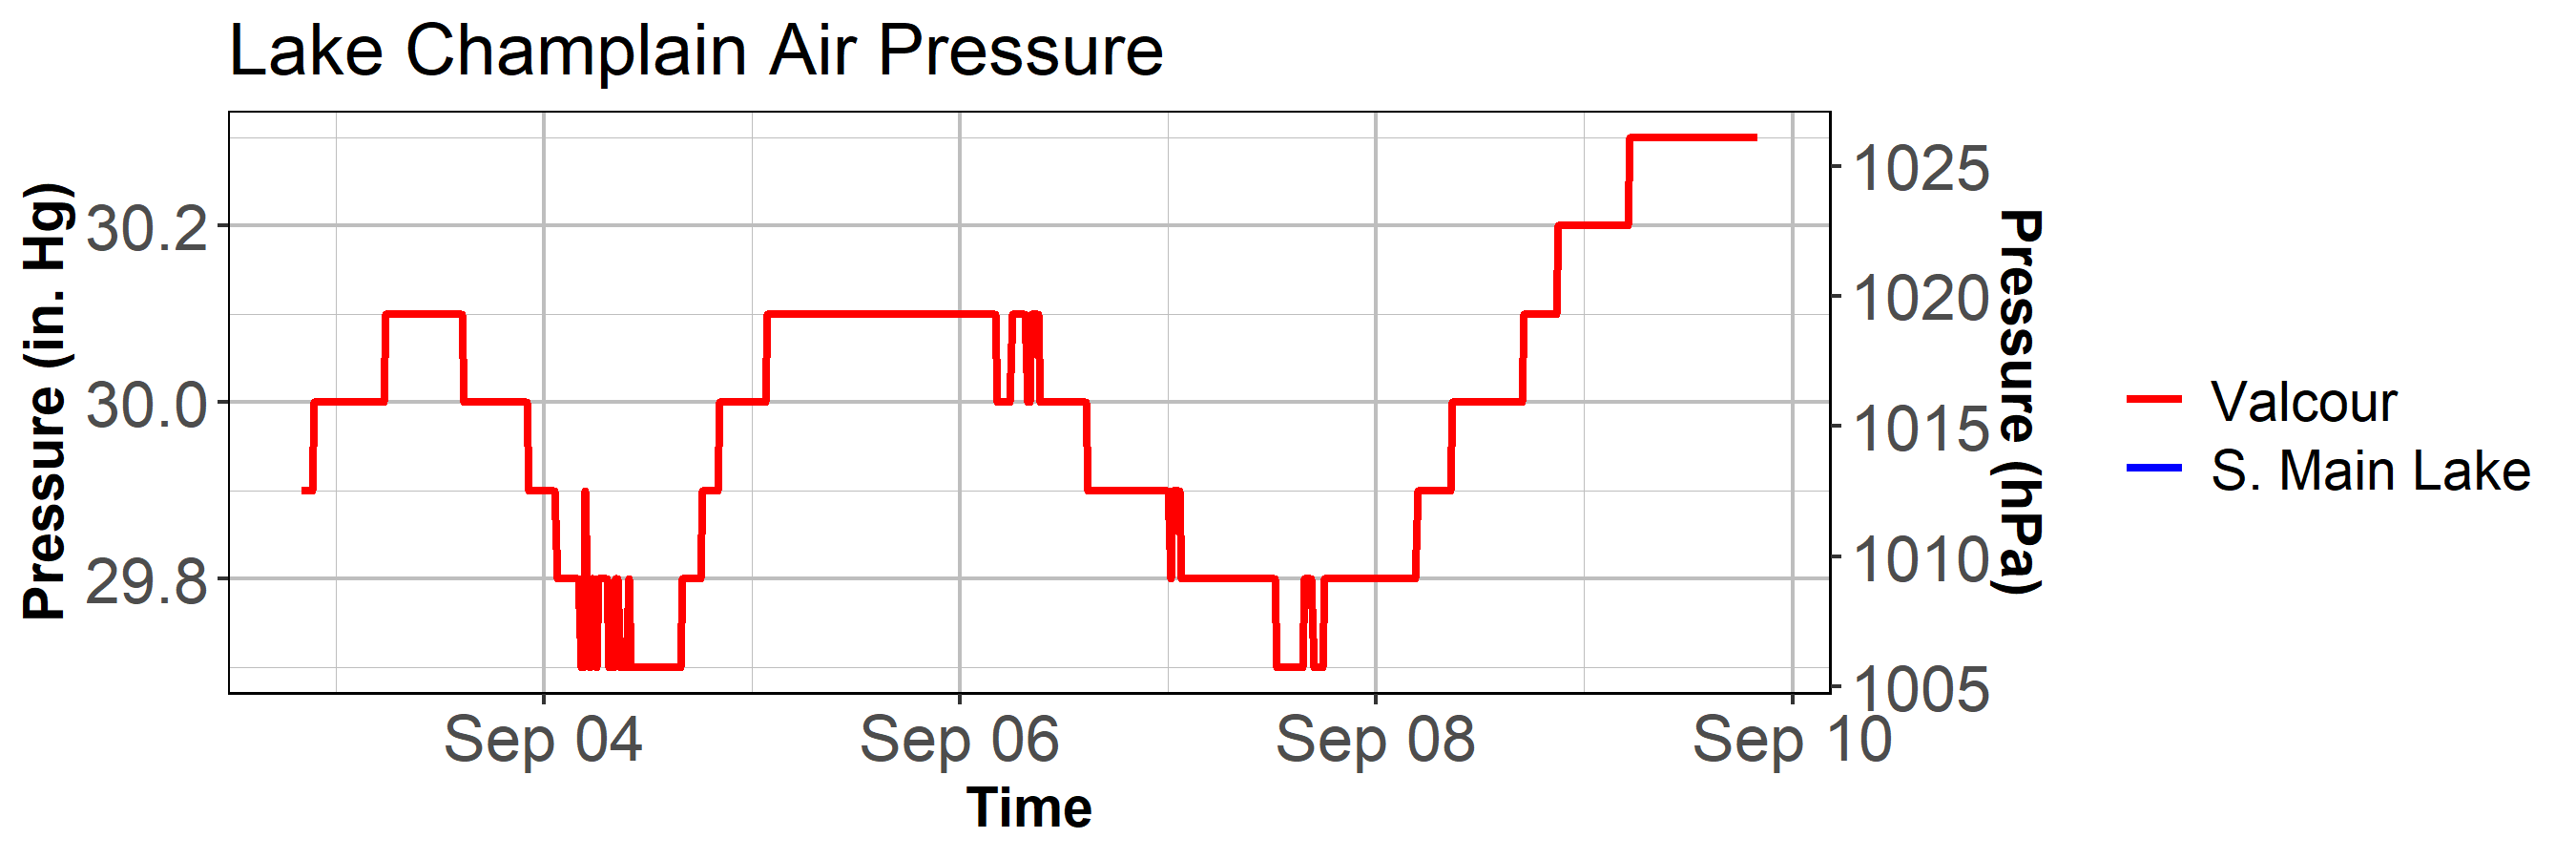 Lake Champlain Air Pressure
Pressure (in. Hg)
30.2
30.0
29.8
1025
1020
1015
1010
1005
Pressure (hPa)
Sep 04
Sep 06
Sep 08
Sep 10
Time
Valcour
S. Main Lake